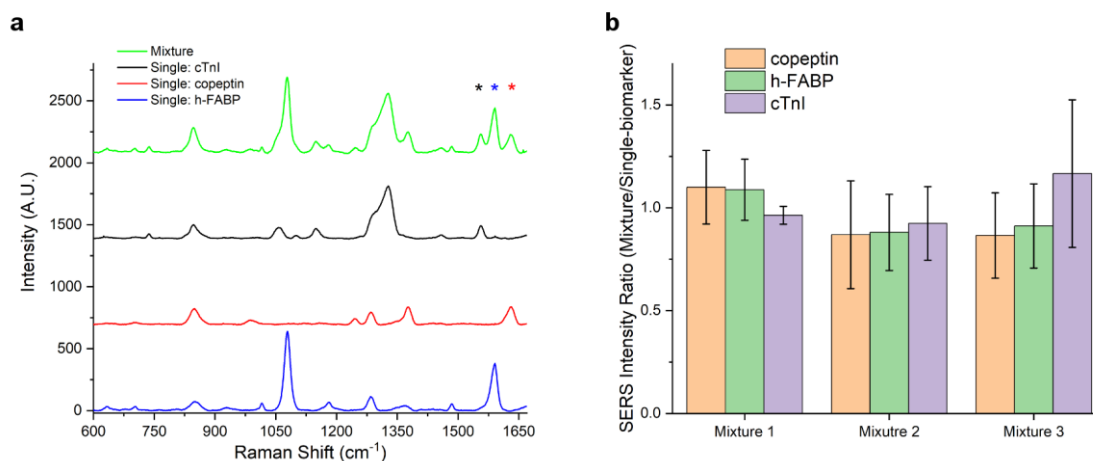 a
Mixture
Single: cTnI
Single: copeptin
Single: h-FABP
* * *
2500
2000
1500
1000
500
0
Intensity (A.U.)
600 750 900 1050 1200 1350 1500 1650
Raman Shift (cm⁻¹)
b
copeptin
h-FABP
cTnI
1.5
1.0
0.5
0.0
SERS Intensity Ratio (Mixture/Single-biomarker)
Mixture 1 Mixutre 2 Mixture 3